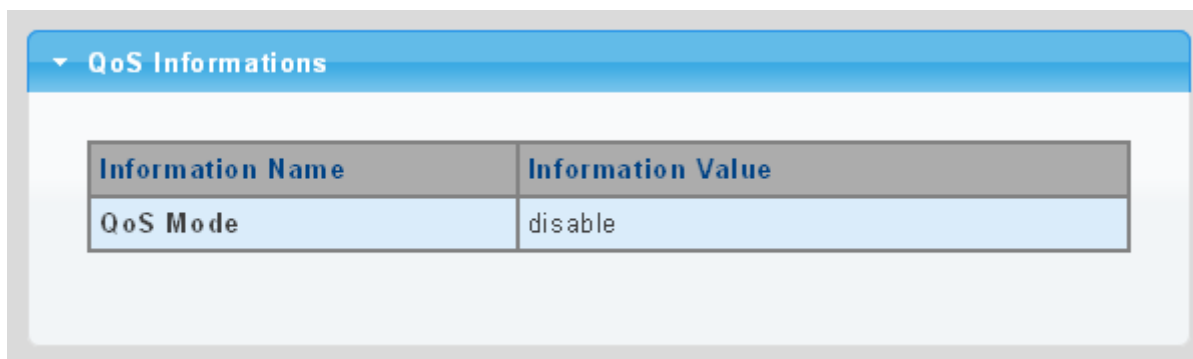 QoS Informations
Information Name Information Value
QoS Mode disable